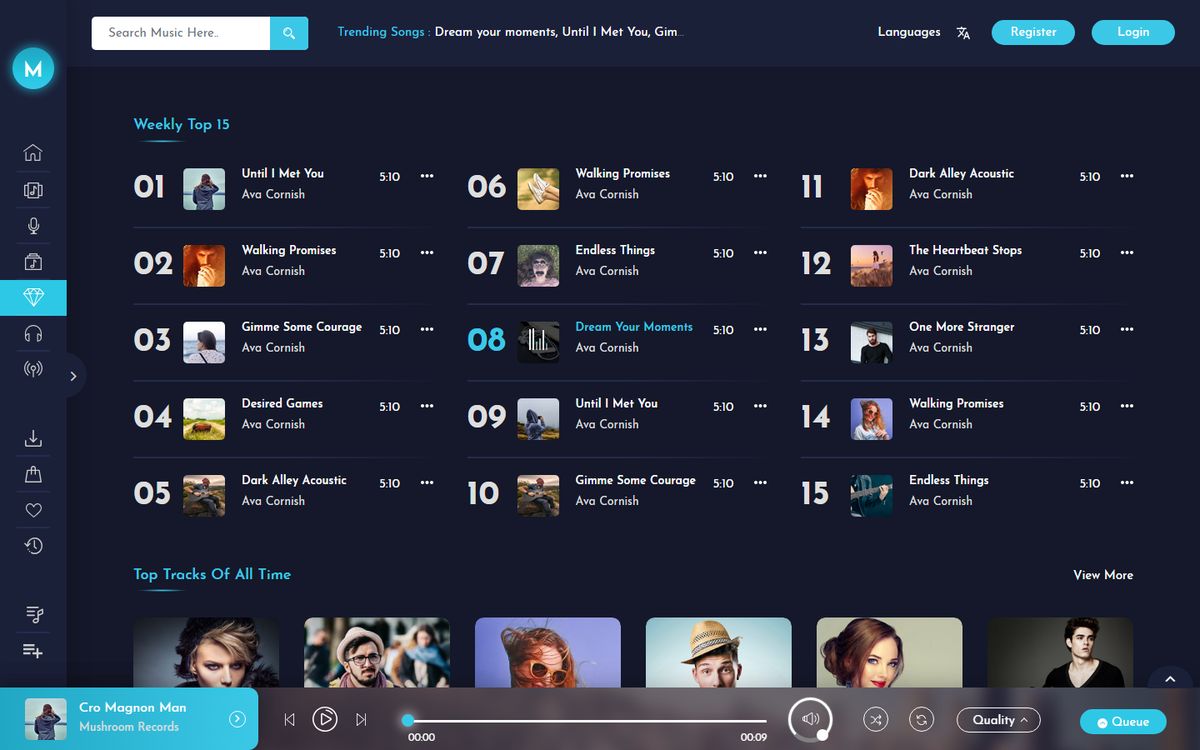 Search Music Here..
Trending Songs : Dream your moments, Until I Met You, Gim...
Languages
Register
Login
M
Weekly Top 15
01
Until I Met You
Ava Cornish
5:10
02
Walking Promises
Ava Cornish
5:10
03
Gimme Some Courage
Ava Cornish
5:10
04
Desired Games
Ava Cornish
5:10
05
Dark Alley Acoustic
Ava Cornish
5:10
06
Walking Promises
Ava Cornish
5:10
07
Endless Things
Ava Cornish
5:10
08
Dream Your Moments
Ava Cornish
5:10
09
Until I Met You
Ava Cornish
5:10
10
Gimme Some Courage
Ava Cornish
5:10
11
Dark Alley Acoustic
Ava Cornish
5:10
12
The Heartbeat Stops
Ava Cornish
5:10
13
One More Stranger
Ava Cornish
5:10
14
Walking Promises
Ava Cornish
5:10
15
Endless Things
Ava Cornish
5:10
Top Tracks Of All Time
View More
Cro Magnon Man
Mushroom Records
00:00
00:09
Quality
Queue